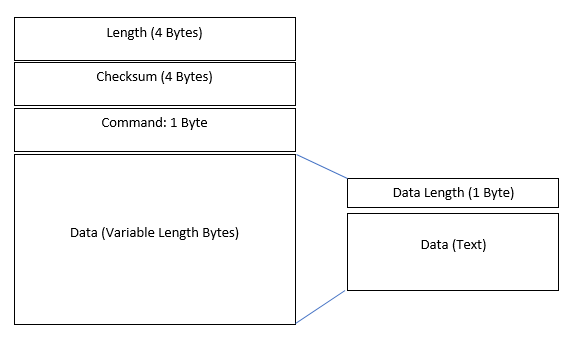 Length (4 Bytes)
Checksum (4 Bytes)
Command: 1 Byte
Data (Variable Length Bytes)
Data Length (1 Byte)
Data (Text)